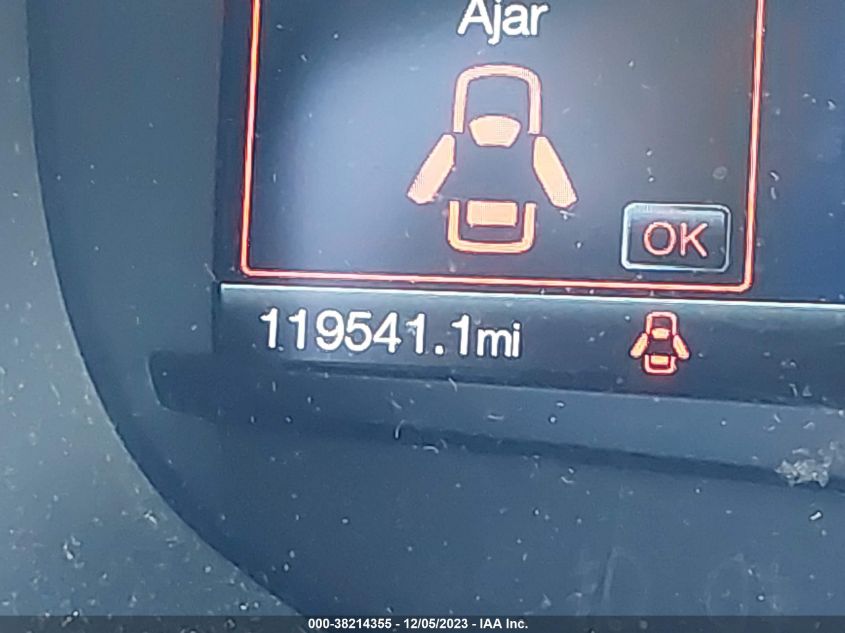 Ajar
OK
119541.1mi
000-38214355 - 12/05/2023 - IAA Inc.